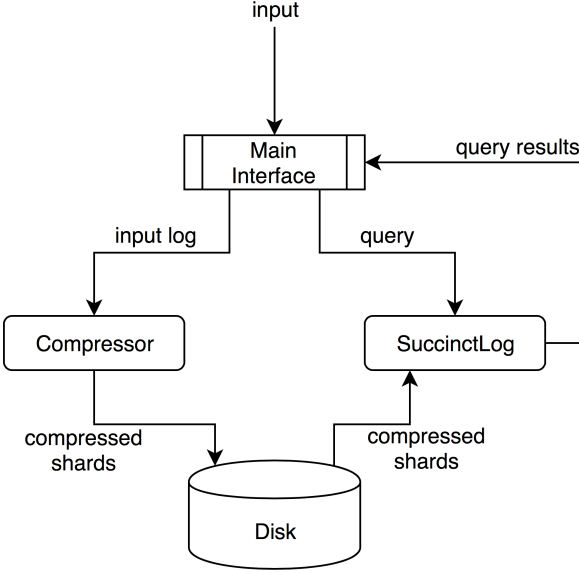 input
Main
Interface
query results
input log
query
Compressor
SuccinctLog
compressed
shards
compressed
shards
Disk